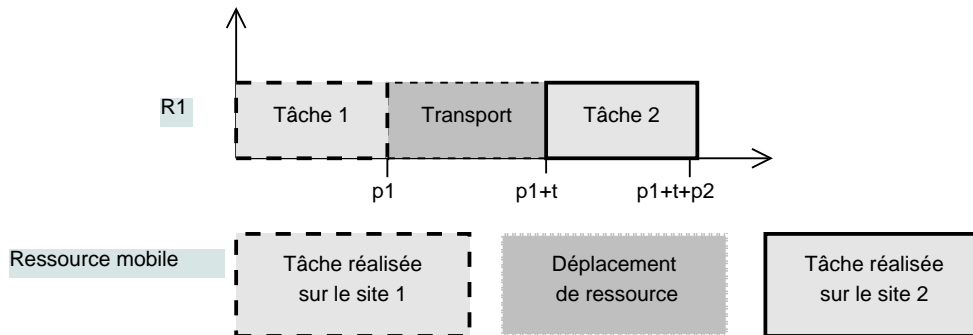 R1
Tâche 1
Transport
Tâche 2
p1
p1+t
p1+t+p2
Ressource mobile
Tâche réalisée
sur le site 1
Déplacement
de ressource
Tâche réalisée
sur le site 2